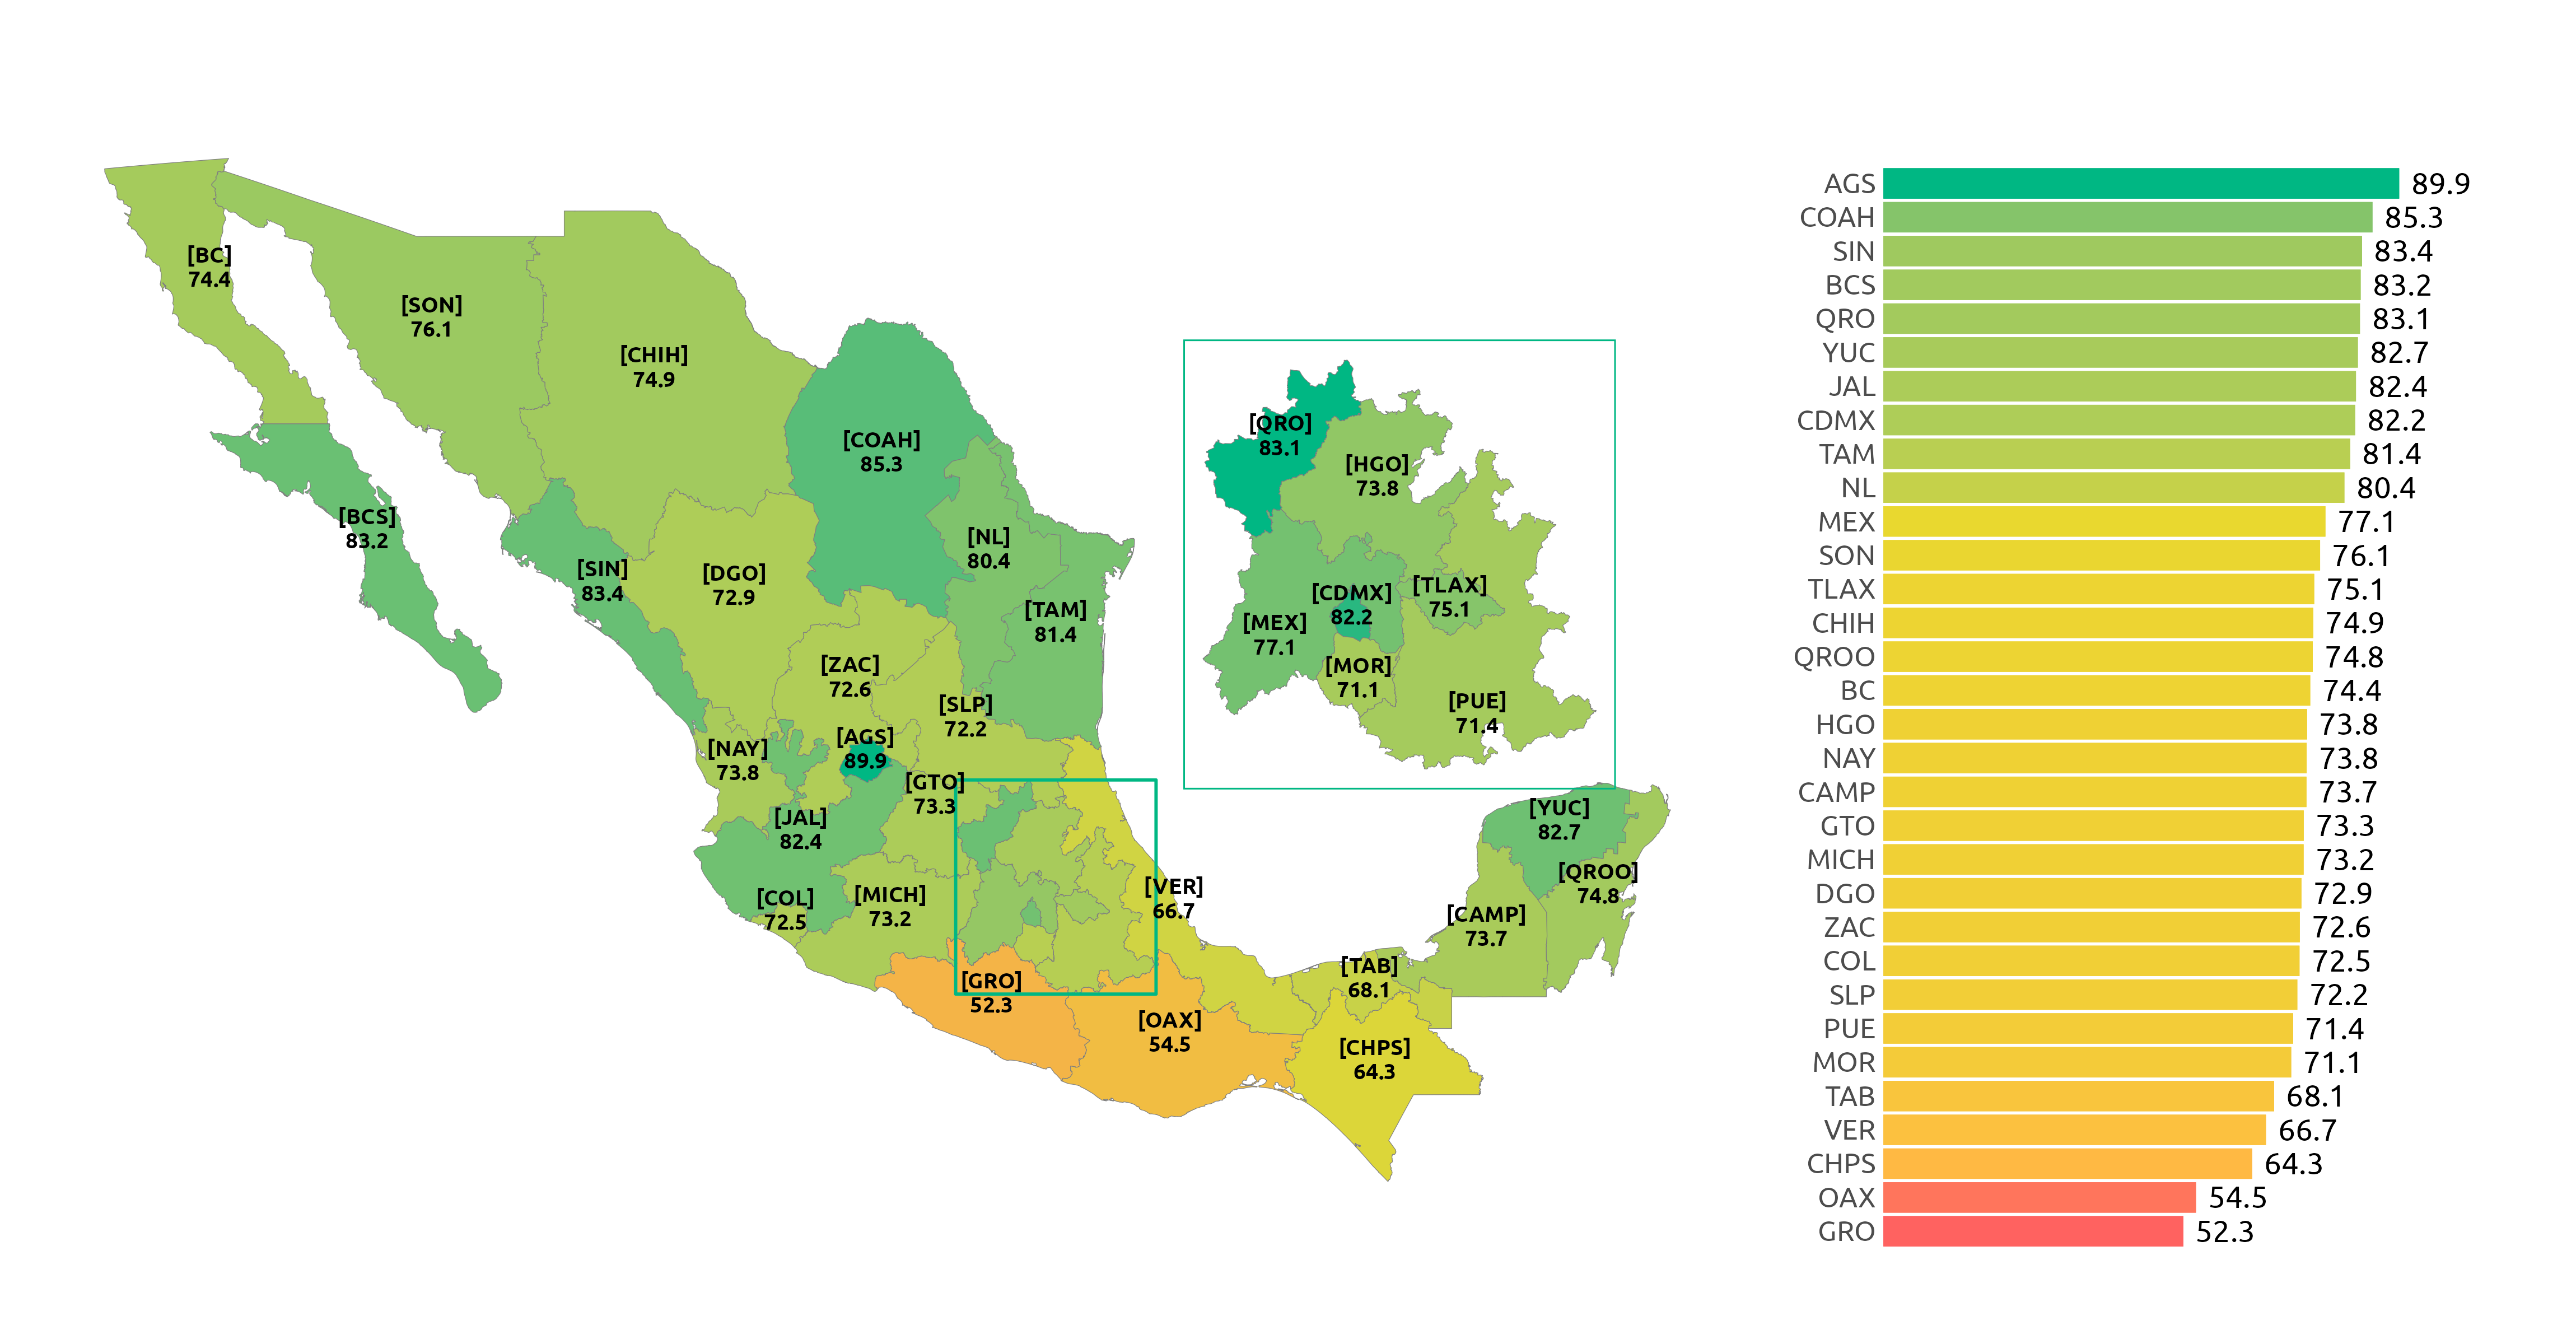 [BC]
74.4
[SON]
76.1
[CHIH]
74.9
[COAH]
85.3
[BCS]
83.2
[SIN]
83.4
[DGO]
72.9
[NL]
80.4
[TAM]
81.4
[ZAC]
72.6
[SLP]
72.2
[NAY]
73.8
[AGS]
89.9
[GTO]
73.3
[JAL]
82.4
[COL]
72.5
[MICH]
73.2
[VER]
66.7
[GRO]
52.3
[OAX]
54.5
[CHPS]
64.3
[TAB]
68.1
[CAMP]
73.7
[YUC]
82.7
[QROO]
74.8
[QRO]
83.1
[HGO]
73.8
[CDMX]
82.2
[TLAX]
75.1
[MEX]
77.1
[MOR]
71.1
[PUE]
71.4
AGS 89.9
COAH 85.3
SIN 83.4
BCS 83.2
QRO 83.1
YUC 82.7
JAL 82.4
CDMX 82.2
TAM 81.4
NL 80.4
MEX 77.1
SON 76.1
TLAX 75.1
CHIH 74.9
QROO 74.8
BC 74.4
HGO 73.8
NAY 73.8
CAMP 73.7
GTO 73.3
MICH 73.2
DGO 72.9
ZAC 72.6
COL 72.5
SLP 72.2
PUE 71.4
MOR 71.1
TAB 68.1
VER 66.7
CHPS 64.3
OAX 54.5
GRO 52.3